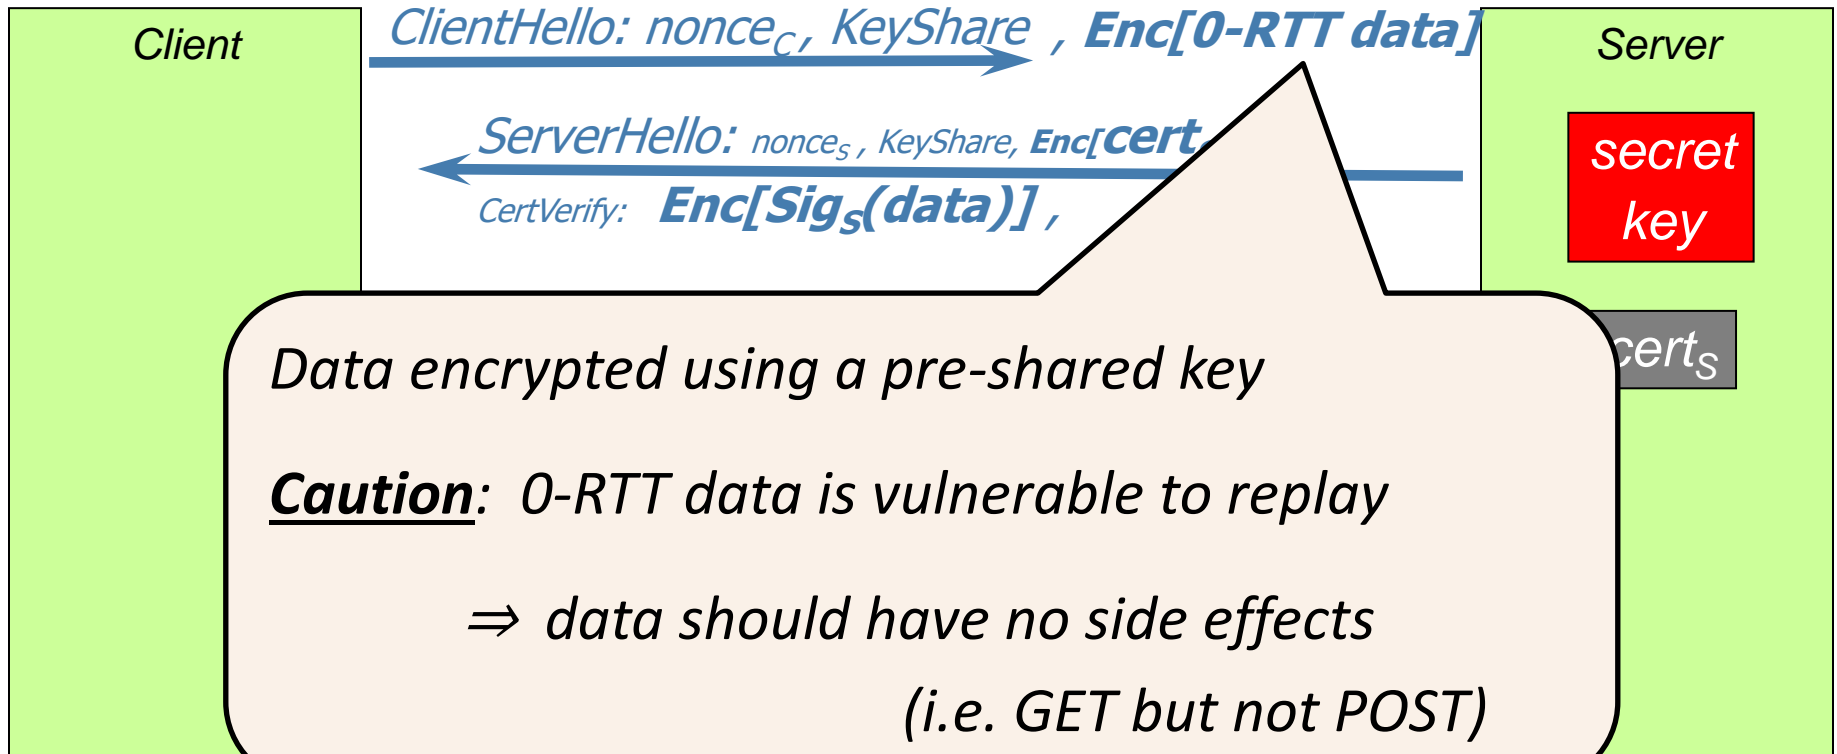 Client
ClientHello: nonceC, KeyShare , Enc[0-RTT data]
Server
ServerHello: nonceS , KeyShare, Enc[cert
secret
key
CertVerify: Enc[SigS(data)] ,
certS
Data encrypted using a pre-shared key
Caution: 0-RTT data is vulnerable to replay
⇒ data should have no side effects
(i.e. GET but not POST)